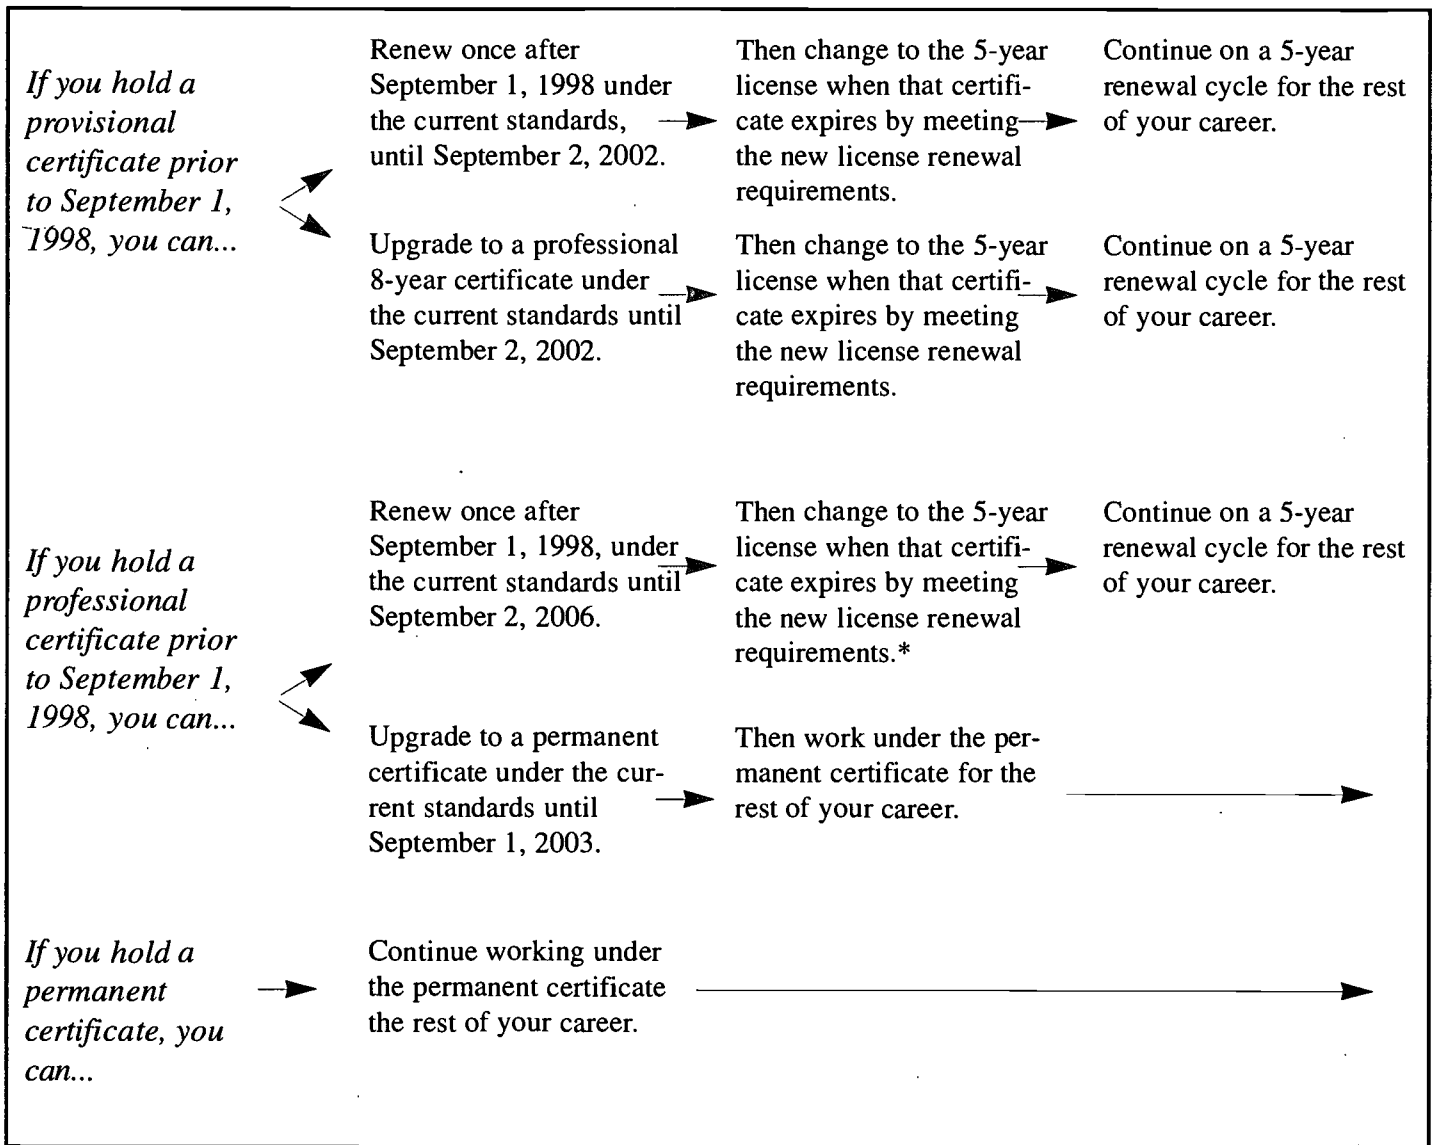 If you hold a
provisional
certificate prior
to September 1,
1998, you can...
Renew once after
September 1, 1998 under
the current standards,
until September 2, 2002.
Then change to the 5-year
license when that certifi-
cate expires by meeting
the new license renewal
requirements.
Continue on a 5-year
renewal cycle for the rest
of your career.
Upgrade to a professional
8-year certificate under
the current standards until
September 2, 2002.
Then change to the 5-year
license when that certifi-
cate expires by meeting
the new license renewal
requirements.
Continue on a 5-year
renewal cycle for the rest
of your career.
If you hold a
professional
certificate prior
to September 1,
1998, you can...
Renew once after
September 1, 1998, under
the current standards until
September 2, 2006.
Then change to the 5-year
license when that certifi-
cate expires by meeting
the new license renewal
requirements.*
Continue on a 5-year
renewal cycle for the rest
of your career.
Upgrade to a permanent
certificate under the cur-
rent standards until
September 1, 2003.
Then work under the per-
manent certificate for the
rest of your career.
If you hold a
permanent
certificate, you
can...
Continue working under
the permanent certificate
the rest of your career.